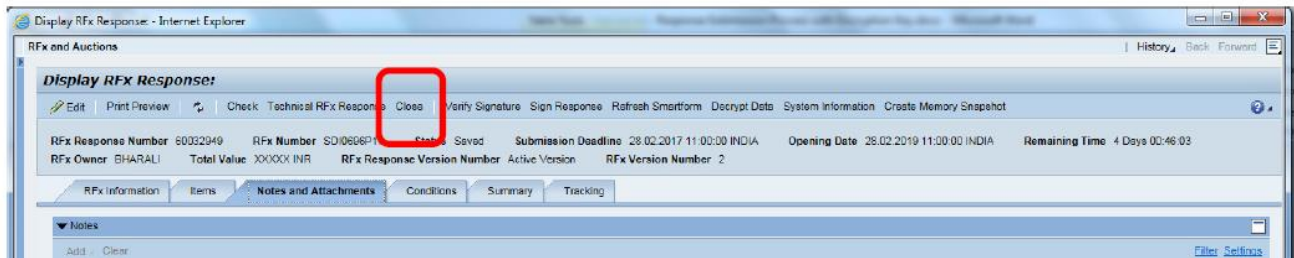 Display RFx Response: - Internet Explorer
RFx and Auctions History Back Forward
Display RFx Response:
Edit Print Preview Check Technical RFx Response Close Verify Signature Sign Response Refresh Smartform Decrypt Data System Information Create Memory Snapshot
RFx Response Number 60032949 RFx Number Status Saved Submission Deadline 28.02.2017 11:00:00 INDIA Opening Date 28.02.2019 11:00:00 INDIA Remaining Time 4 Days 00:46:03
RFx Owner BHARALI Total Value XXXXX INR RFx Response Version Number Active Version RFx Version Number 2
RFx Information Items Notes and Attachments Conditions Summary Tracking
Notes
Add Clear Filter Settings